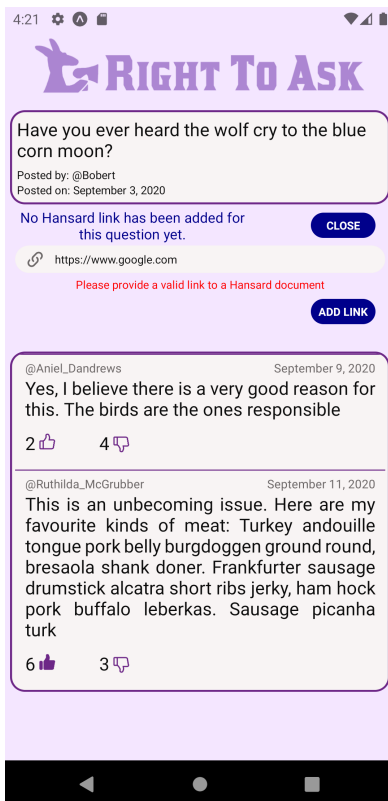 4:21
RIGHT TO ASK
Have you ever heard the wolf cry to the blue
corn moon?
Posted by: @Bobert
Posted on: September 3, 2020
No Hansard link has been added for
this question yet.
CLOSE
https://www.google.com
Please provide a valid link to a Hansard document
ADD LINK
@Aniel_Dandrews September 9, 2020
Yes, I believe there is a very good reason for
this. The birds are the ones responsible
2 4
@Ruthilda_McGrubber September 11, 2020
This is an unbecoming issue. Here are my
favourite kinds of meat: Turkey andouille
tongue pork belly burgdoggen ground round,
bresaola shank doner. Frankfurter sausage
drumstick alcatra short ribs jerky, ham hock
pork buffalo leberkas. Sausage picanha
turk
6 3